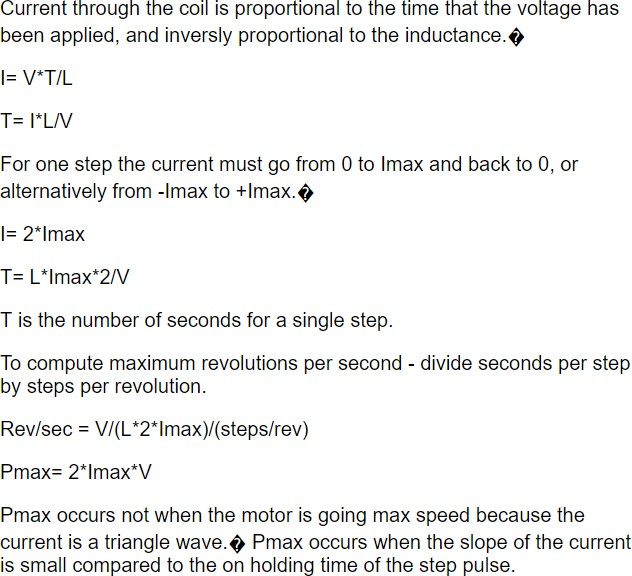 Current through the coil is proportional to the time that the voltage has
been applied, and inversly proportional to the inductance.�
I= V*T/L
T= I*L/V
For one step the current must go from 0 to Imax and back to 0, or
alternatively from -Imax to +Imax.�
I= 2*Imax
T= L*Imax*2/V
T is the number of seconds for a single step.
To compute maximum revolutions per second - divide seconds per step
by steps per revolution.
Rev/sec = V/(L*2*Imax)/(steps/rev)
Pmax= 2*Imax*V
Pmax occurs not when the motor is going max speed because the
current is a triangle wave.� Pmax occurs when the slope of the current
is small compared to the on holding time of the step pulse.